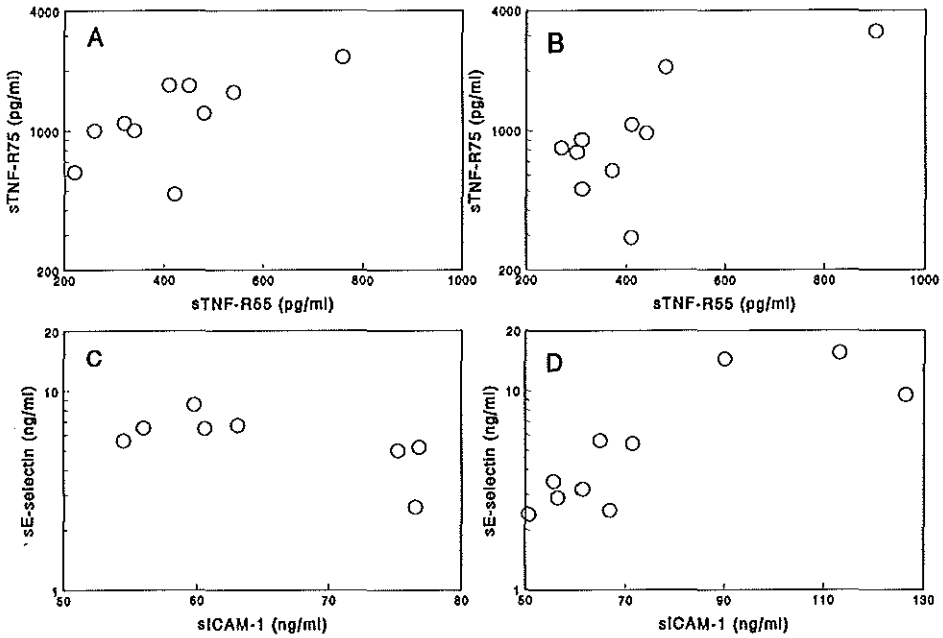 4000
A
1000
200
sTNF-R75 (pg/ml)
200 400 600 800 1000
sTNF-R55 (pg/ml)
4000
B
1000
200
sTNF-R75 (pg/ml)
200 400 600 800 1000
sTNF-R55 (pg/ml)
20
C
10
1
sE-selectin (ng/ml)
50 60 70 80
sICAM-1 (ng/ml)
20
D
10
1
sE-selectin (ng/ml)
50 70 90 110 130
sICAM-1 (ng/ml)